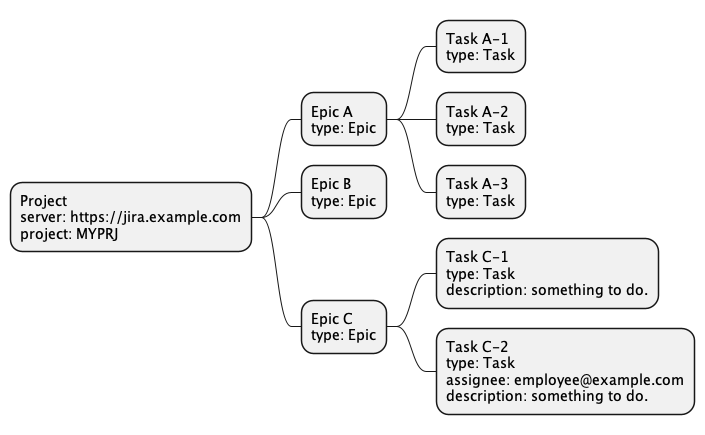 Project
server: https://jira.example.com
project: MYPRJ
Epic A
type: Epic
Task A-1
type: Task
Task A-2
type: Task
Task A-3
type: Task
Epic B
type: Epic
Epic C
type: Epic
Task C-1
type: Task
description: something to do.
Task C-2
type: Task
assignee: employee@example.com
description: something to do.